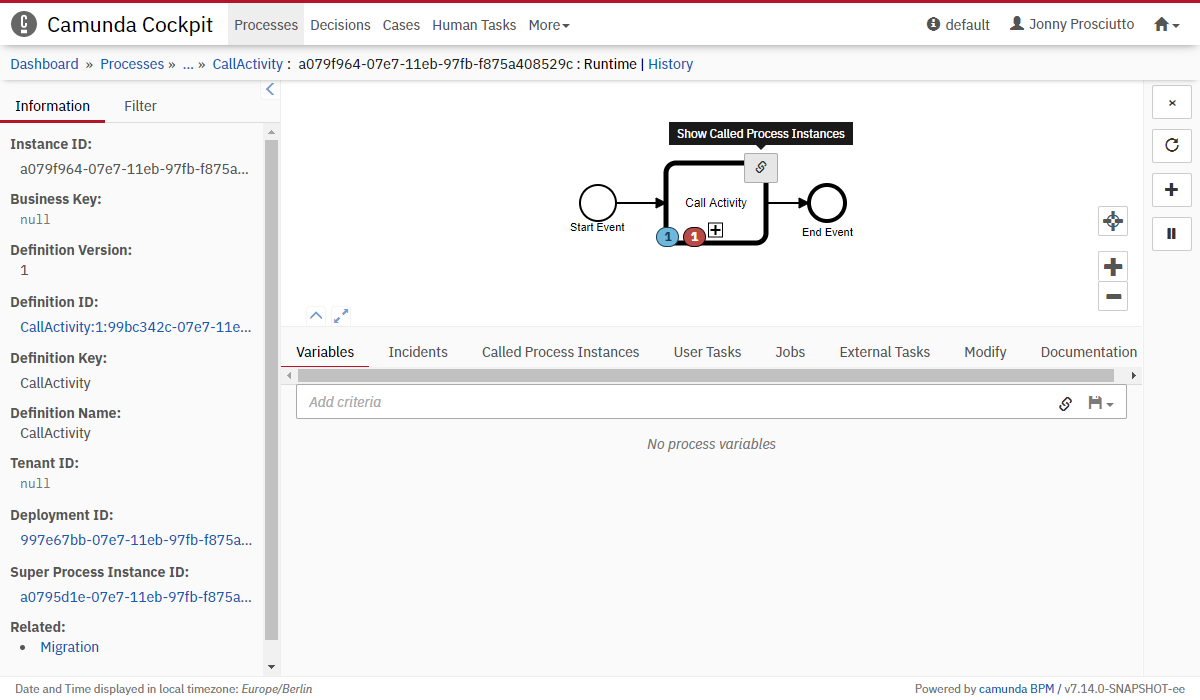 Camunda Cockpit Processes Decisions Cases Human Tasks More default Jonny Prosciutto
Dashboard » Processes » ... » CallActivity : a079f964-07e7-11eb-97fb-f875a408529c : Runtime | History
Information Filter
Instance ID:
a079f964-07e7-11eb-97fb-f875a...
Business Key:
null
Definition Version:
1
Definition ID:
CallActivity:1:99bc342c-07e7-11e...
Definition Key:
CallActivity
Definition Name:
CallActivity
Tenant ID:
null
Deployment ID:
997e67bb-07e7-11eb-97fb-f875a...
Super Process Instance ID:
a0795d1e-07e7-11eb-97fb-f875a...
Related:
• Migration
Show Called Process Instances
Call Activity
Start Event
1 1
End Event
Variables Incidents Called Process Instances User Tasks Jobs External Tasks Modify Documentation
Add criteria
No process variables
Date and Time displayed in local timezone: Europe/Berlin
Powered by camunda BPM / v7.14.0-SNAPSHOT-ee